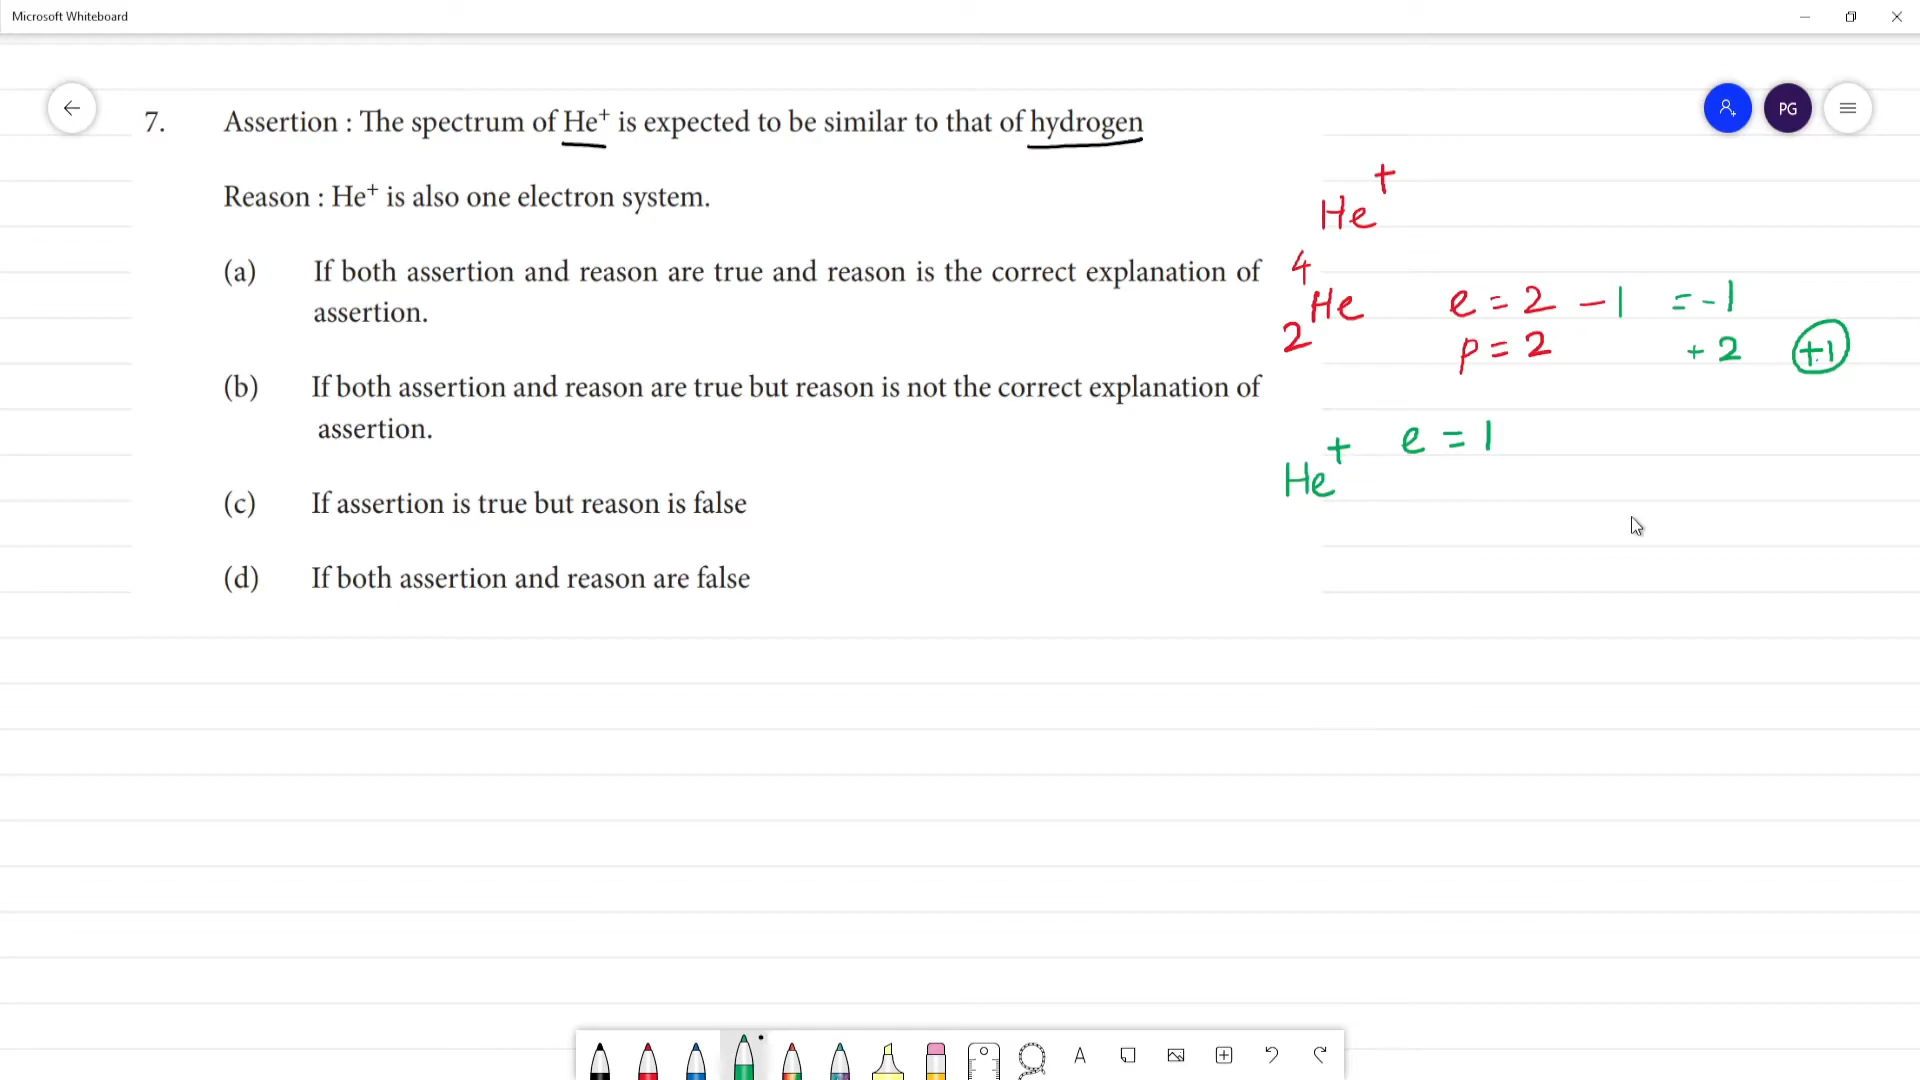 Microsoft Whiteboard
PG
7. Assertion : The spectrum of He⁺ is expected to be similar to that of hydrogen
Reason : He⁺ is also one electron system.
(a) If both assertion and reason are true and reason is the correct explanation of
assertion.
(b) If both assertion and reason are true but reason is not the correct explanation of
assertion.
(c) If assertion is true but reason is false
(d) If both assertion and reason are false
He⁺
⁴₂He e = 2 - 1 = -1
p = 2 + 2 +1
He⁺ e = 1
A